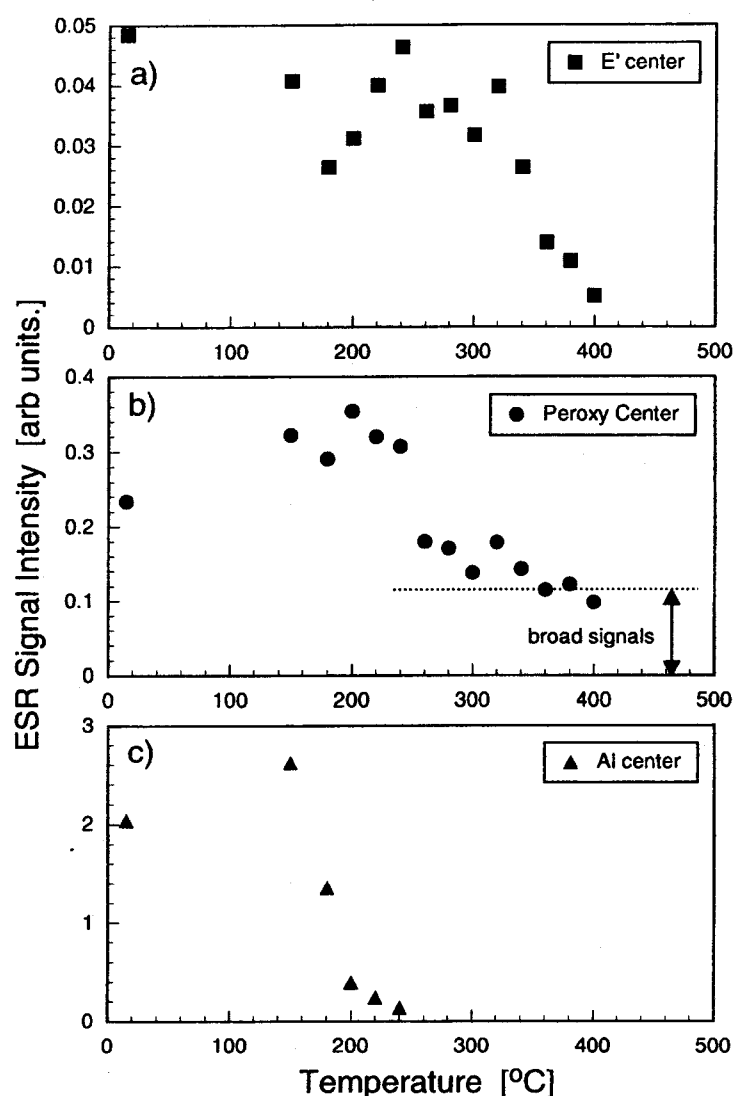 ESR Signal Intensity [arb units.]
a)
E' center
0.05
0.04
0.03
0.02
0.01
0
0 100 200 300 400 500
b)
Peroxy Center
0.4
0.3
0.2
0.1
0
broad signals
0 100 200 300 400 500
c)
Al center
3
2
1
0
0 100 200 300 400 500
Temperature [°C]